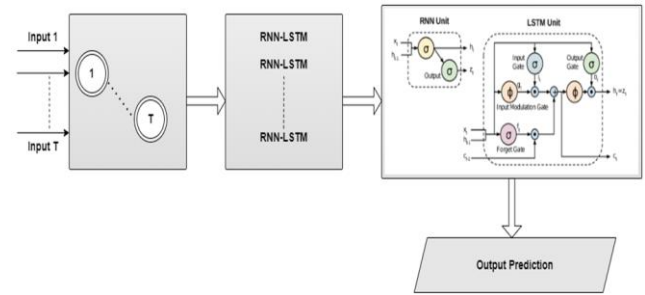 Input 1
Input T
1
T
RNN-LSTM
RNN-LSTM
RNN-LSTM
RNN Unit
σ
σ
Output
LSTM Unit
Input
Gate
Output
Gate
σ
σ
ϕ
ϕ
Input Modulation Gate
σ
Forget Gate
Output Prediction